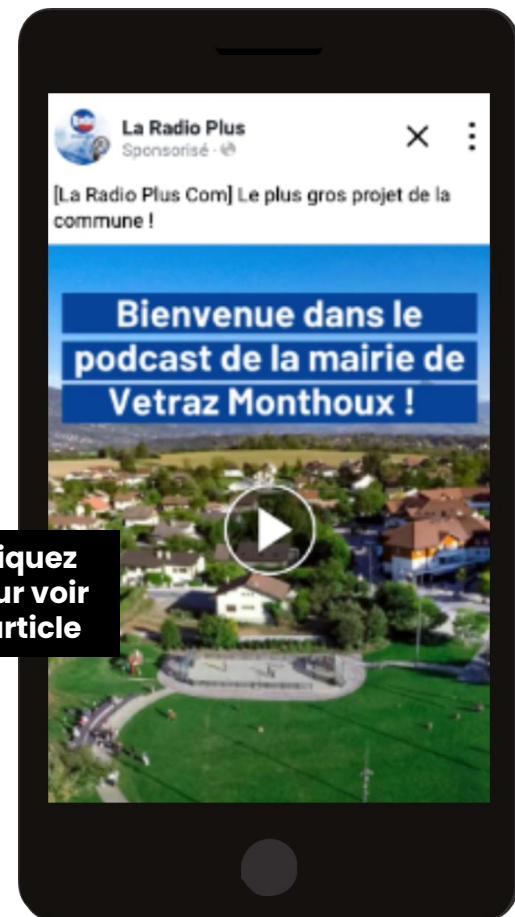 La Radio Plus
Sponsorisé ·
[La Radio Plus Com] Le plus gros projet de la
commune !
Bienvenue dans le
podcast de la mairie de
Vetraz Monthoux !
iquez
ur voir
article